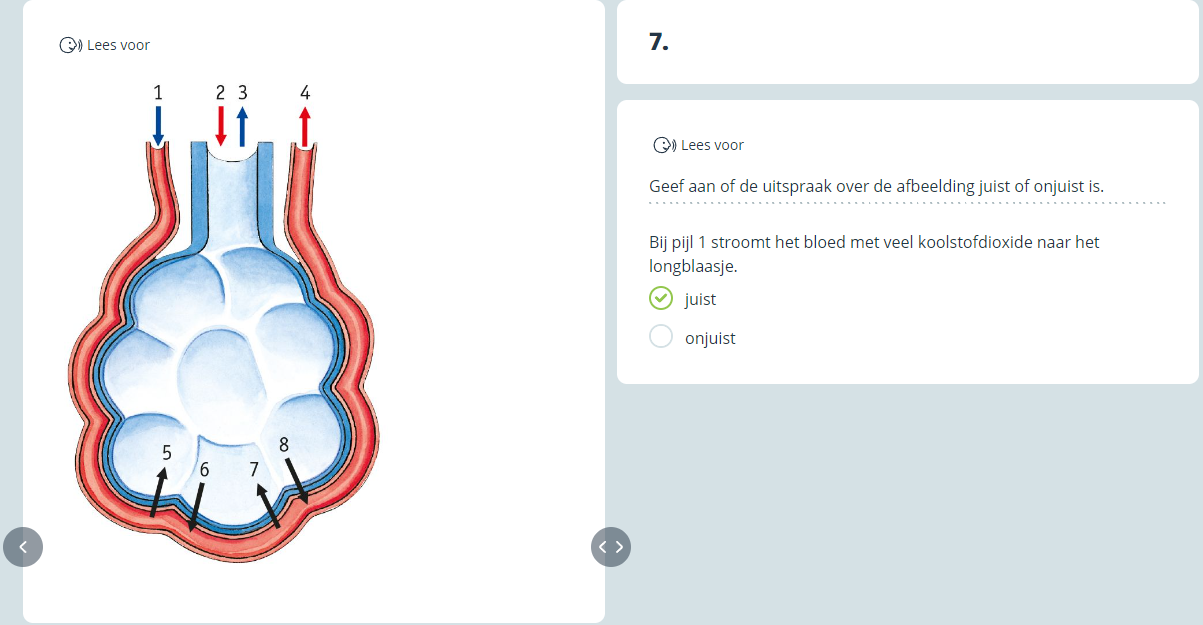 Lees voor
1 2 3 4
5
6
7
8
7.
Lees voor
Geef aan of de uitspraak over de afbeelding juist of onjuist is.
Bij pijl 1 stroomt het bloed met veel koolstofdioxide naar het
longblaasje.
juist
onjuist